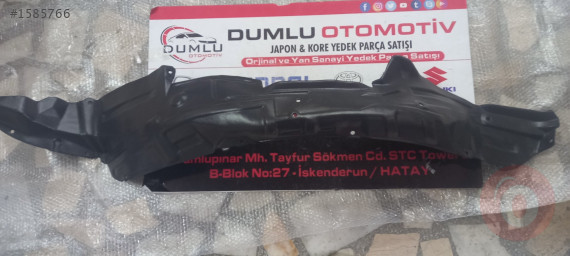 #1585766
DUMLU OTOMOTİV
JAPON & KORE YEDEK PARÇA SATIŞI
DUMLU
OTOMOTİV
Orjinal ve Yan Sanayi Yedek Parça Satışı
Mh. Tayfur Sökmen Cd. STC Tower
B-Blok No:27 - İskenderun / HATAY